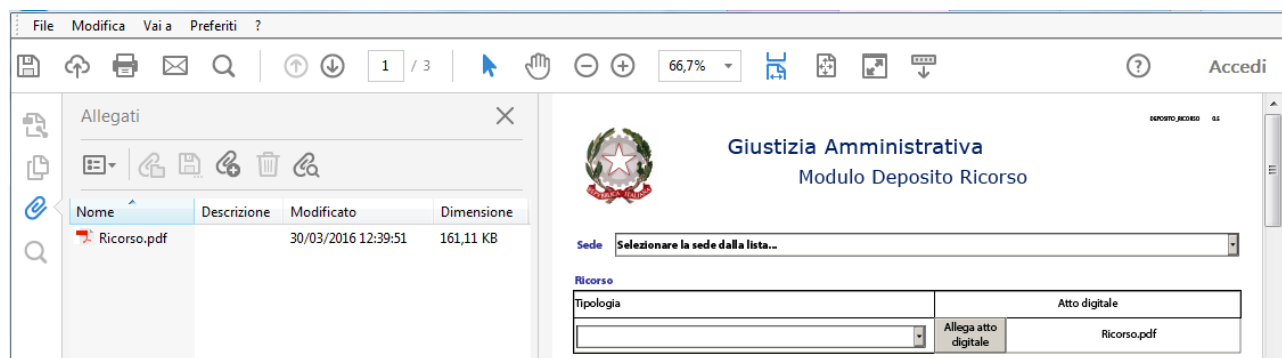 File Modifica Vai a Preferiti ?
1 / 3 66,7% ? Accedi
Allegati
Nome Descrizione Modificato Dimensione
Ricorso.pdf 30/03/2016 12:39:51 161,11 KB
DEPOSITO_RICORSO 0.5
Giustizia Amministrativa
Modulo Deposito Ricorso
Sede Selezionare la sede dalla lista...
Ricorso
Tipologia Atto digitale
Allega atto
digitale
Ricorso.pdf